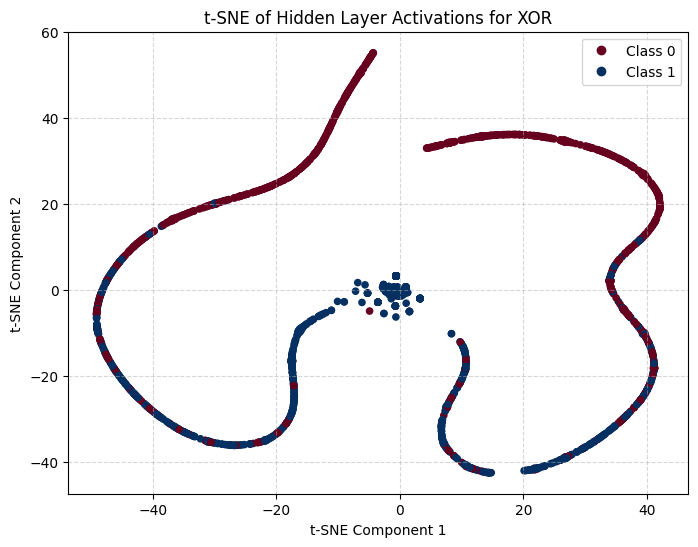 t-SNE of Hidden Layer Activations for XOR
Class 0
Class 1
60
40
20
0
−20
−40
t-SNE Component 2
−40
−20
0
20
40
t-SNE Component 1